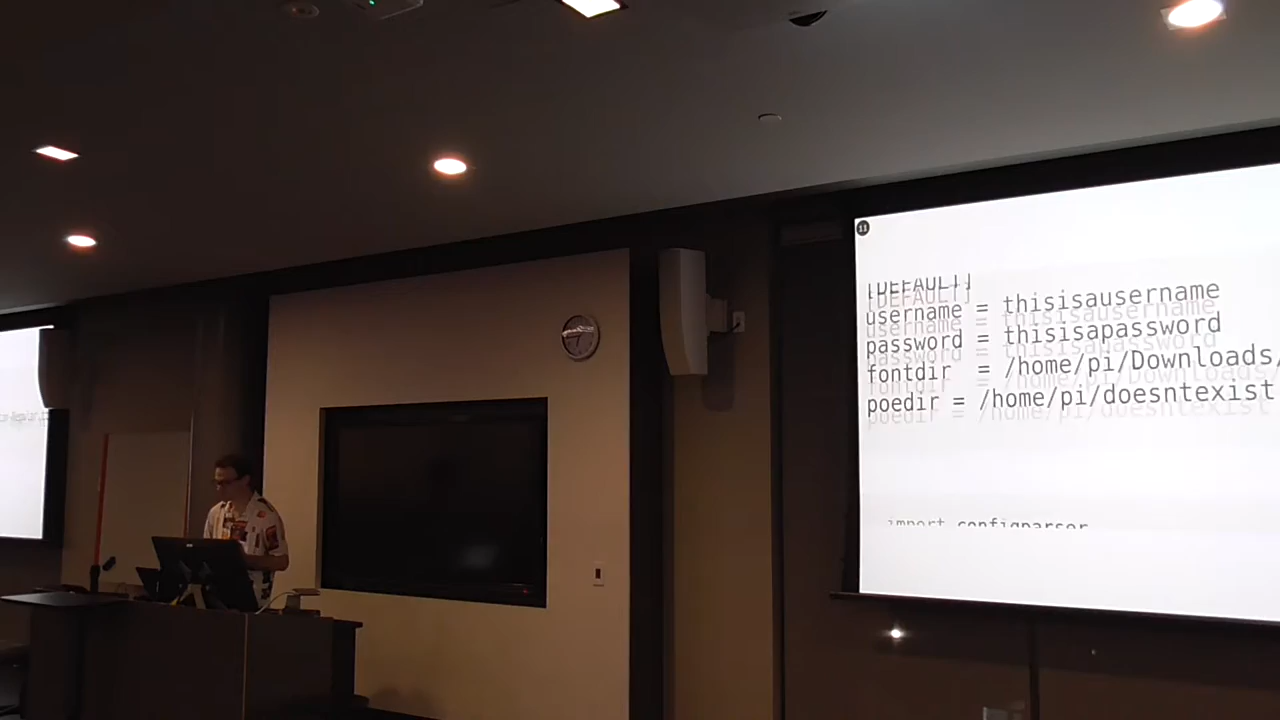 [DEFAULT]
username = thisisausername
password = thisisapassword
fontdir = /home/pi/Downloads/
poedir = /home/pi/doesntexist
import configparser